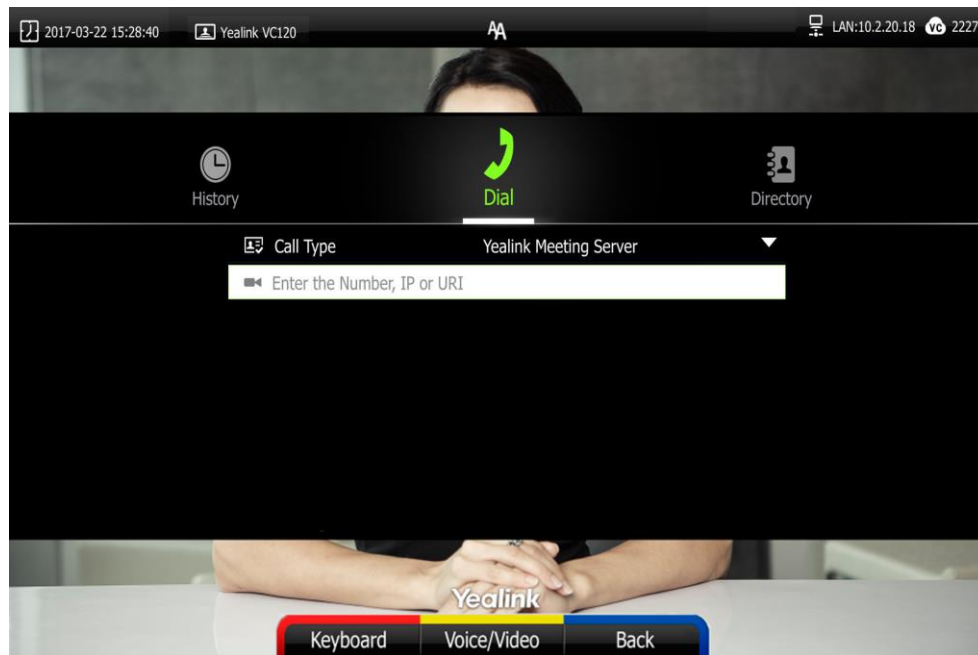 2017-03-22 15:28:40
Yealink VC120
AA
LAN:10.2.20.18
VC 2227
History
Dial
Directory
Call Type
Yealink Meeting Server
Enter the Number, IP or URI
Yealink
Keyboard
Voice/Video
Back